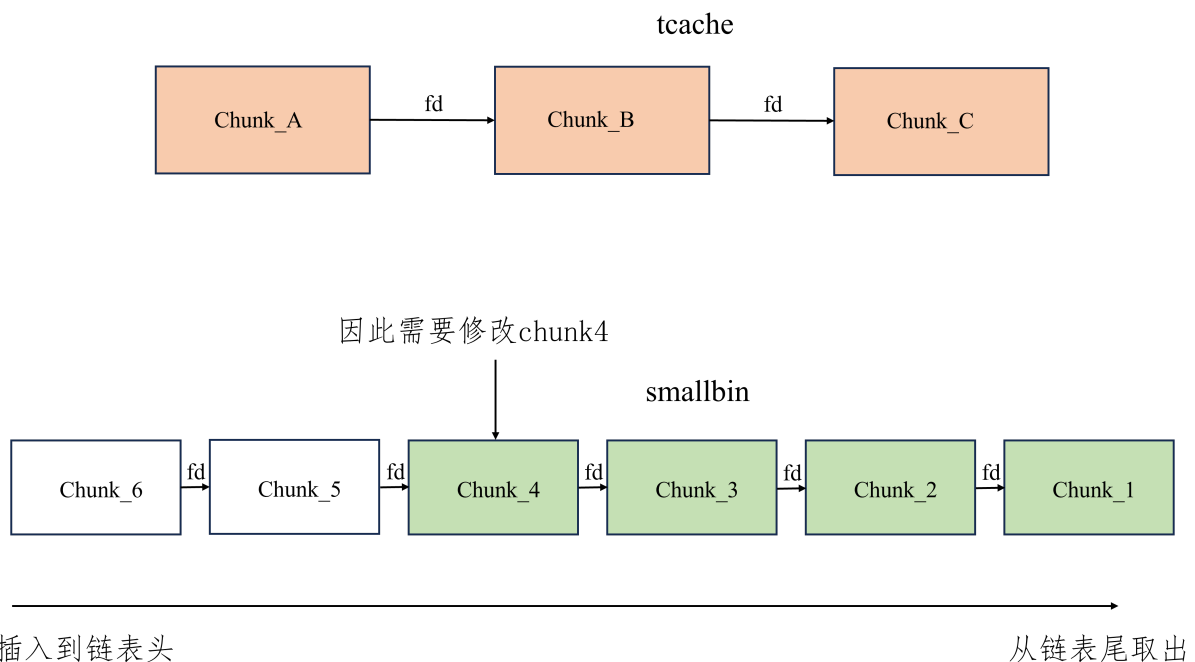 tcache
Chunk_A
fd
Chunk_B
fd
Chunk_C
因此需要修改chunk4
smallbin
Chunk_6
fd
Chunk_5
fd
Chunk_4
fd
Chunk_3
fd
Chunk_2
fd
Chunk_1
插入到链表头
从链表尾取出